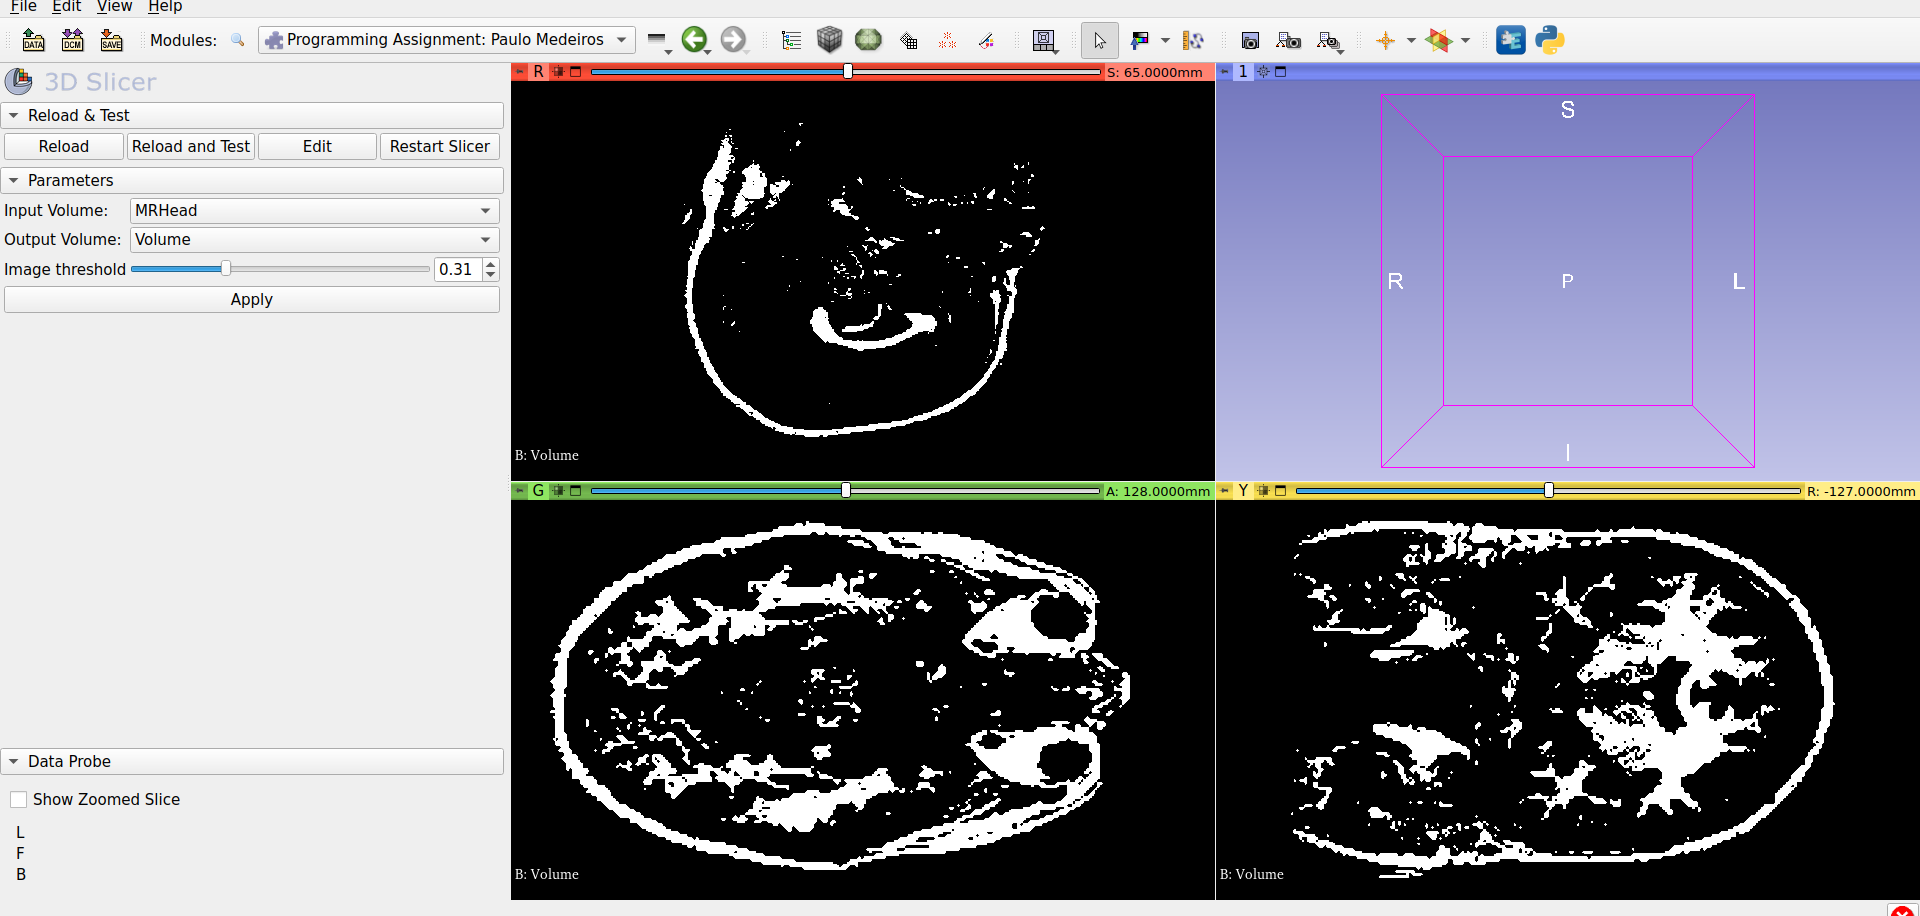 File Edit View Help
DATA DCM SAVE Modules: Programming Assignment: Paulo Medeiros
3D Slicer
Reload & Test
Reload Reload and Test Edit Restart Slicer
Parameters
Input Volume: MRHead
Output Volume: Volume
Image threshold 0.31
Apply
Data Probe
Show Zoomed Slice
L
F
B
R S: 65.0000mm
B: Volume
1
S
R P L
I
G A: 128.0000mm
B: Volume
Y R: -127.0000mm
B: Volume